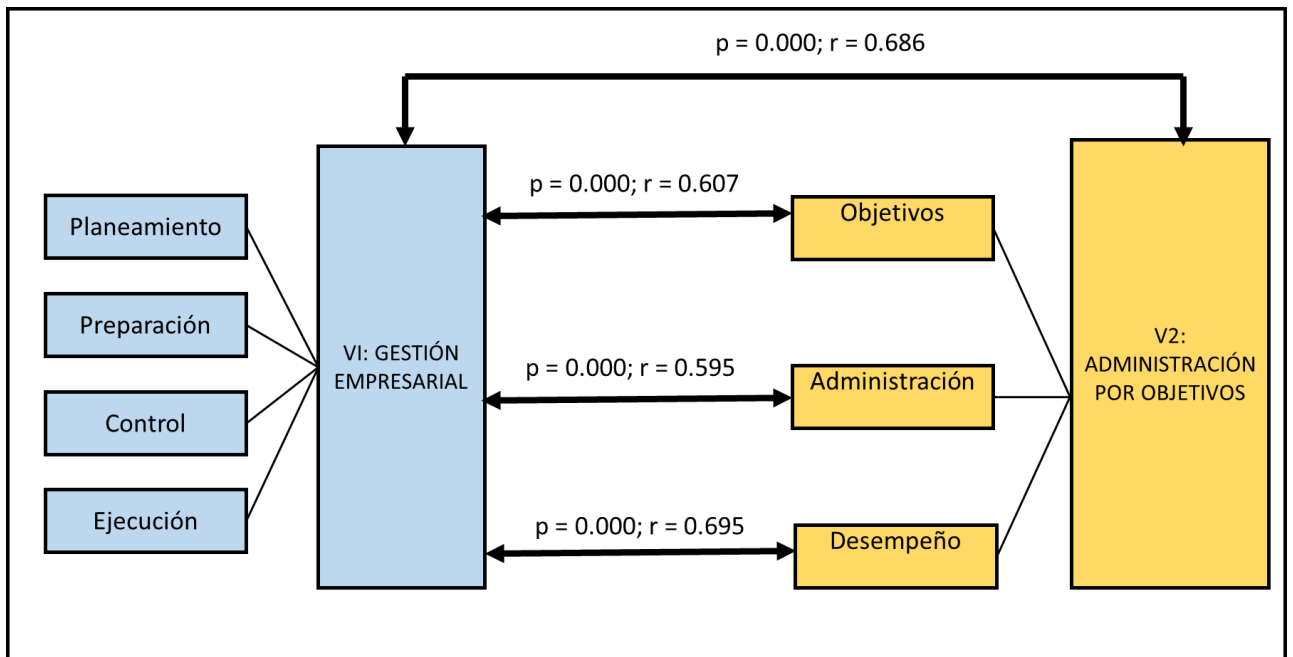 p = 0.000; r = 0.686
Planeamiento
Preparación
Control
Ejecución
VI: GESTIÓN
EMPRESARIAL
p = 0.000; r = 0.607
p = 0.000; r = 0.595
p = 0.000; r = 0.695
Objetivos
Administración
Desempeño
V2:
ADMINISTRACIÓN
POR OBJETIVOS